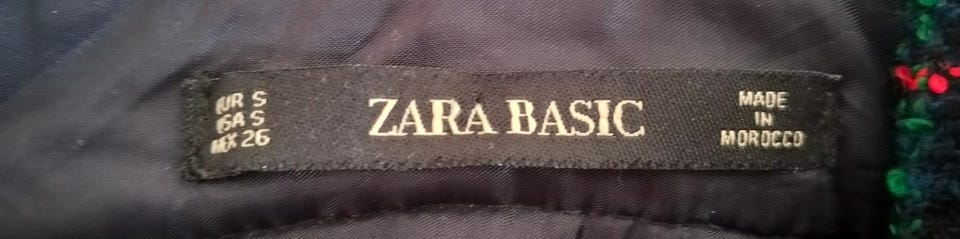 EUR S
USA S
MEX 26
ZARA BASIC
MADE
IN
MOROCCO